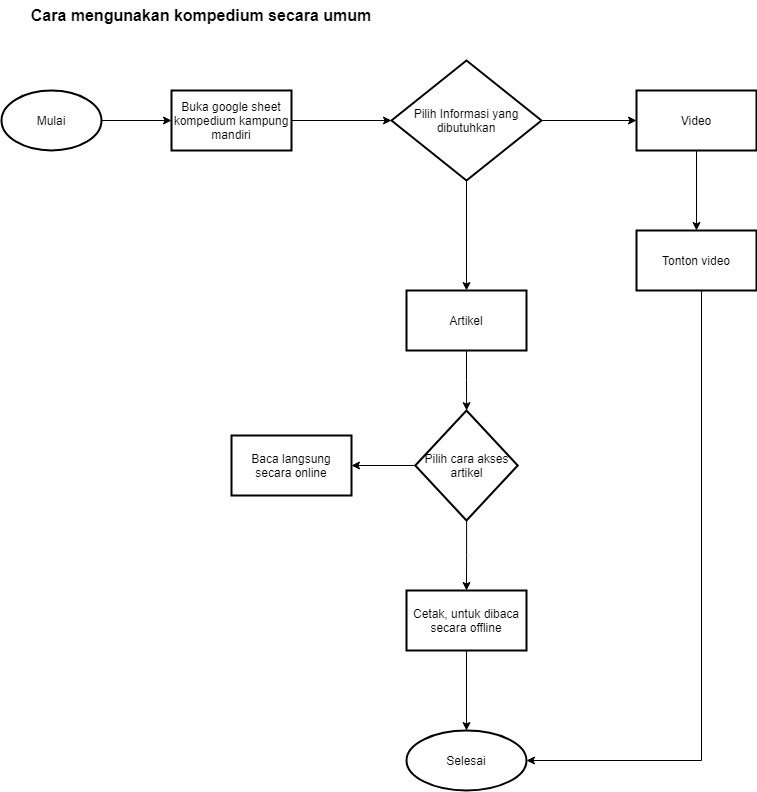 Cara mengunakan kompedium secara umum
Mulai
Buka google sheet
kompedium kampung
mandiri
Pilih Informasi yang
dibutuhkan
Video
Tonton video
Artikel
Pilih cara akses
artikel
Baca langsung
secara online
Cetak, untuk dibaca
secara offline
Selesai